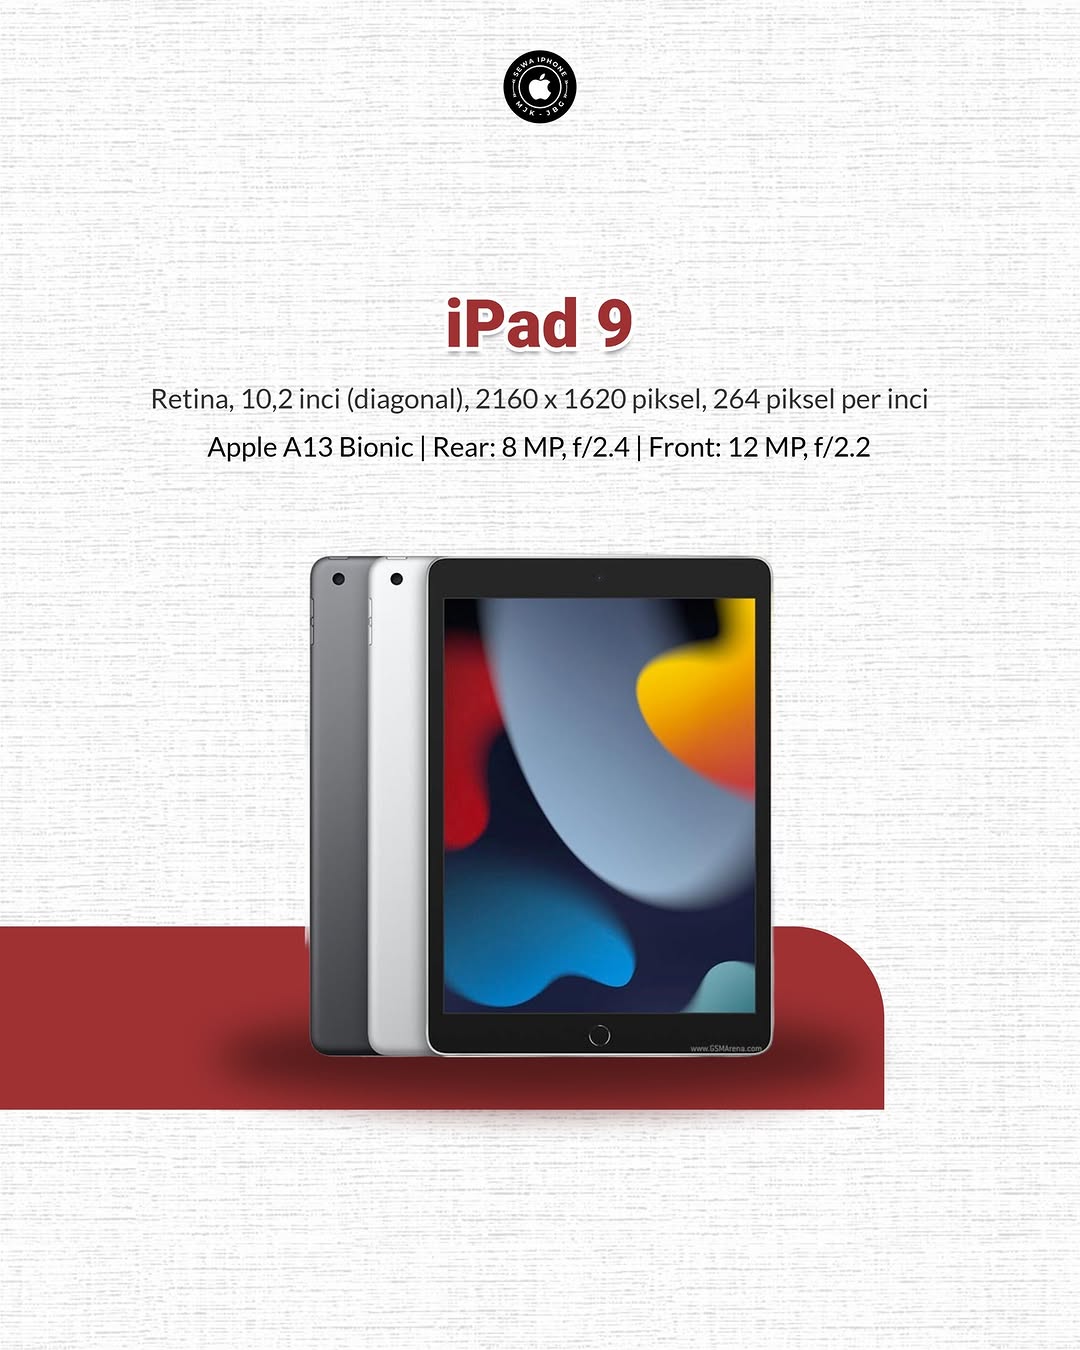 SEWA IPHONE
MJK - JBG
iPad 9
Retina, 10,2 inci (diagonal), 2160 x 1620 piksel, 264 piksel per inci
Apple A13 Bionic | Rear: 8 MP, f/2.4 | Front: 12 MP, f/2.2
www.GSMArena.com